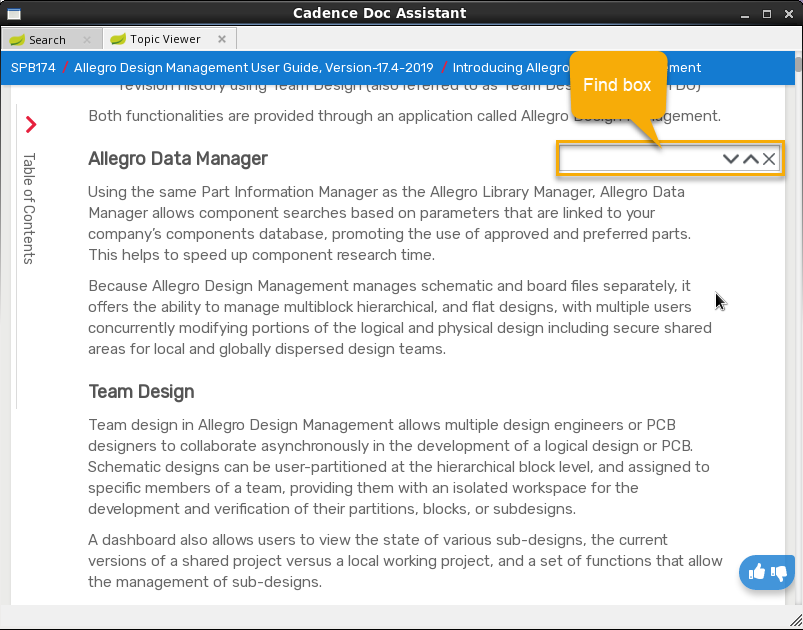 Cadence Doc Assistant
Search
Topic Viewer
SPB174 / Allegro Design Management User Guide, Version-17.4-2019 / Introducing Allegro ement
Find box
revision history using Team Design (also referred to as Team De DO)
Both functionalities are provided through an application called Allegro Design Management.
Table of Contents
Allegro Data Manager
Using the same Part Information Manager as the Allegro Library Manager, Allegro Data
Manager allows component searches based on parameters that are linked to your
company's components database, promoting the use of approved and preferred parts.
This helps to speed up component research time.
Because Allegro Design Management manages schematic and board files separately, it
offers the ability to manage multiblock hierarchical, and flat designs, with multiple users
concurrently modifying portions of the logical and physical design including secure shared
areas for local and globally dispersed design teams.
Team Design
Team design in Allegro Design Management allows multiple design engineers or PCB
designers to collaborate asynchronously in the development of a logical design or PCB.
Schematic designs can be user-partitioned at the hierarchical block level, and assigned to
specific members of a team, providing them with an isolated workspace for the
development and verification of their partitions, blocks, or subdesigns.
A dashboard also allows users to view the state of various sub-designs, the current
versions of a shared project versus a local working project, and a set of functions that allow
the management of sub-designs.